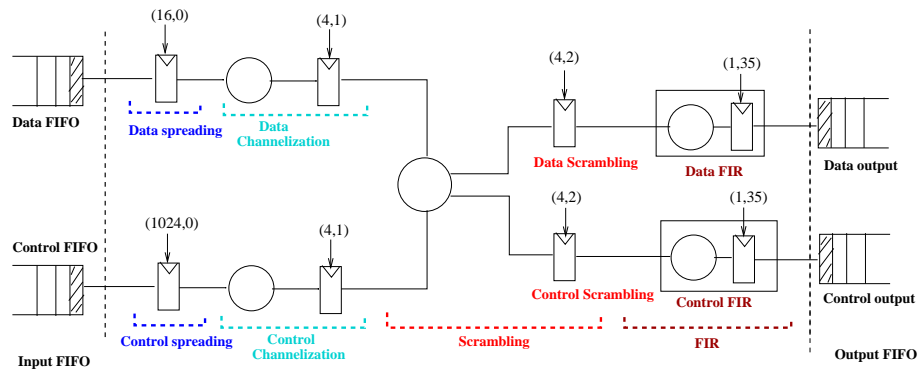 (16,0)
(4,1)
Data FIFO
Data spreading
Data
Channelization
(4,2)
(1,35)
Data Scrambling
Data FIR
Data output
Control FIFO
(1024,0)
(4,1)
Control spreading
Control
Channelization
(4,2)
(1,35)
Control Scrambling
Control FIR
Control output
Input FIFO
Scrambling
FIR
Output FIFO